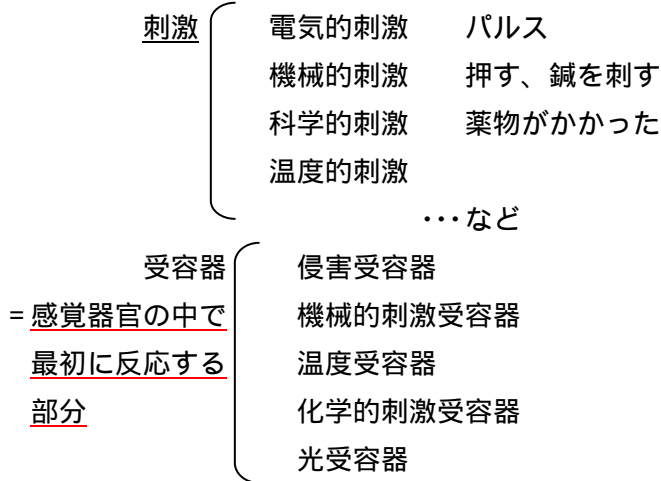 刺激 電気的刺激 パルス
機械的刺激 押す、鍼を刺す
科学的刺激 薬物がかかった
温度的刺激
・・・など
受容器 侵害受容器
=感覚器官の中で 機械的刺激受容器
最初に反応する 温度受容器
部分 化学的刺激受容器
光受容器